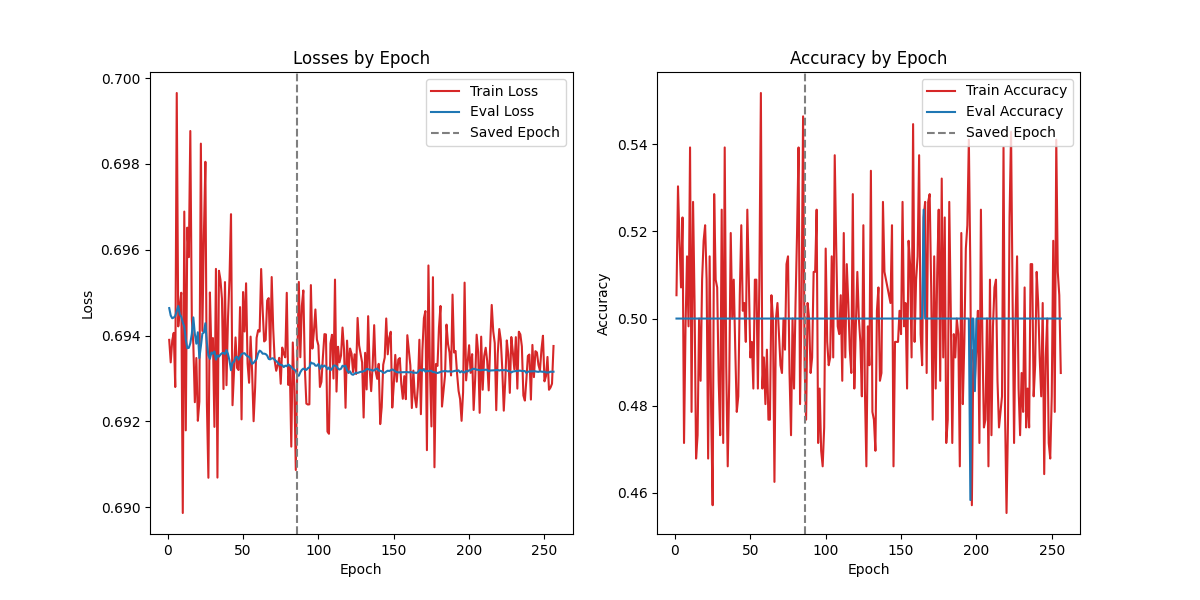 Losses by Epoch
0.700
0.698
0.696
0.694
0.692
0.690
Loss
Train Loss
Eval Loss
Saved Epoch
0
50
100
150
200
250
Epoch
Accuracy by Epoch
0.54
0.52
0.50
0.48
0.46
Accuracy
Train Accuracy
Eval Accuracy
Saved Epoch
0
50
100
150
200
250
Epoch